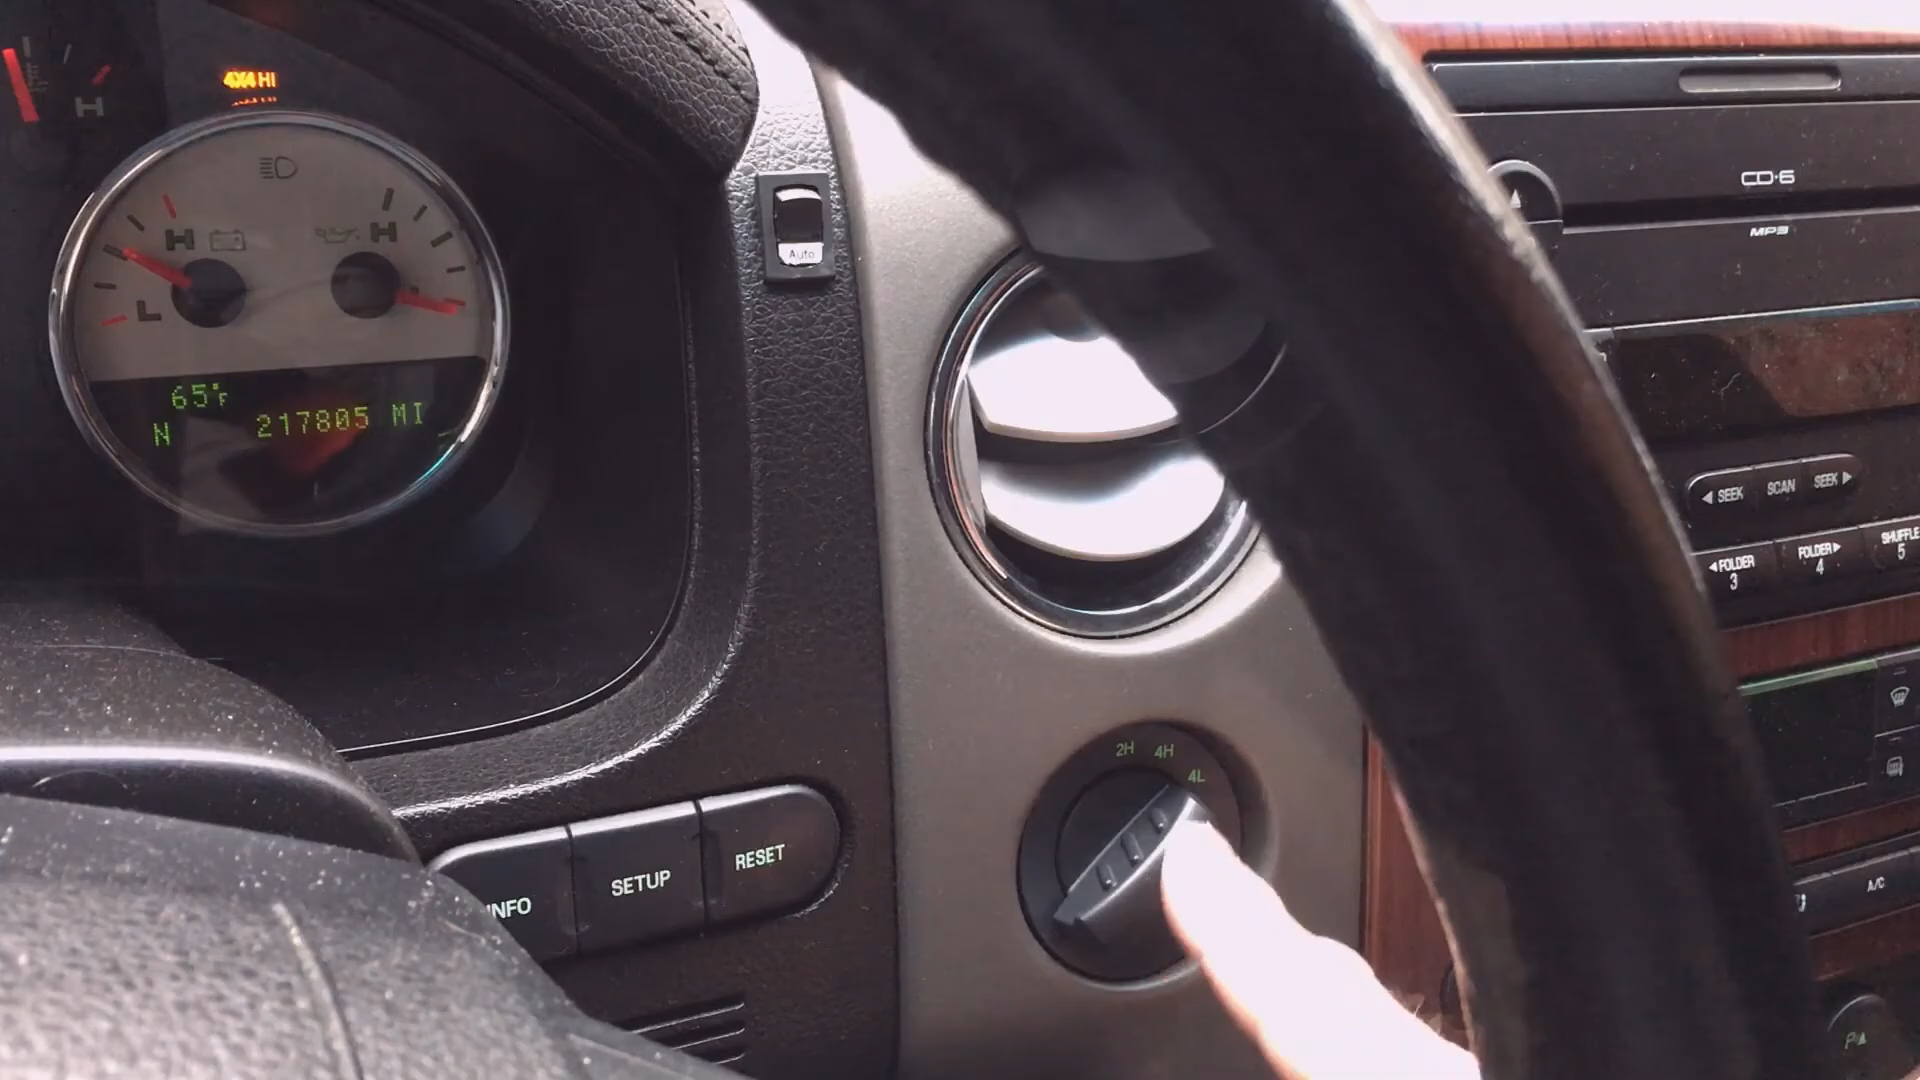 4X4 HI
H
H
H
L
65°F
N 217805 MI
Auto
CD·6
MP3
SEEK SCAN SEEK
FOLDER 3
FOLDER 4
SHUFFLE 5
2H 4H 4L
INFO SETUP RESET
A/C